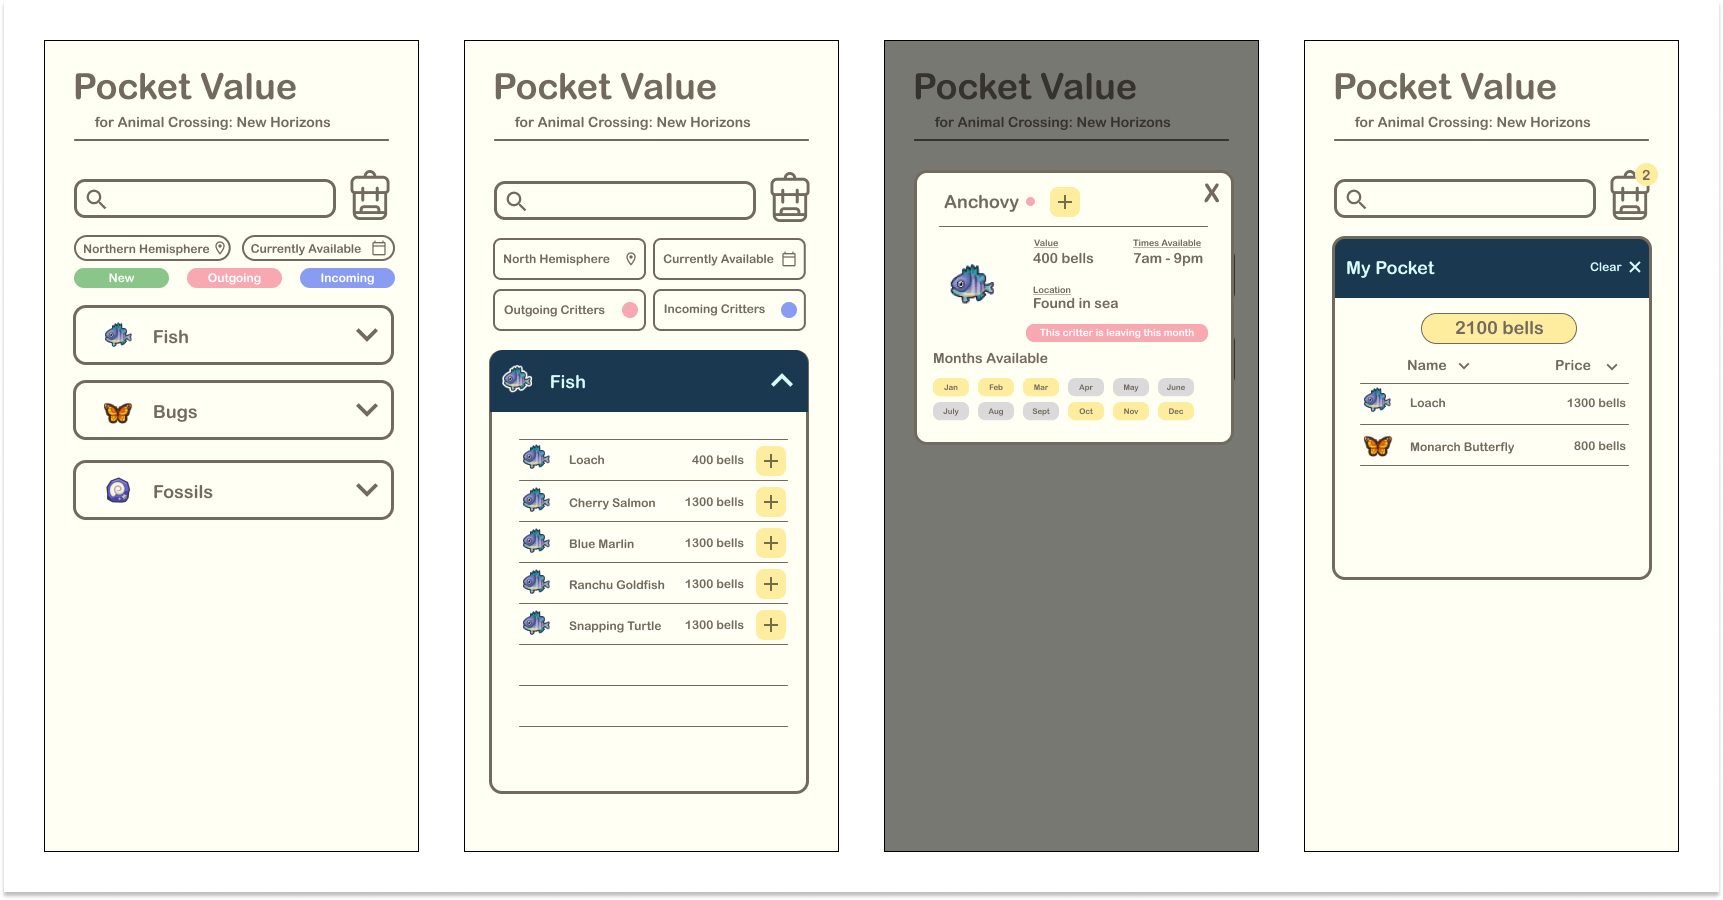 Pocket Value
for Animal Crossing: New Horizons
Northern Hemisphere
Currently Available
New
Outgoing
Incoming
Fish
Bugs
Fossils
Pocket Value
for Animal Crossing: New Horizons
North Hemisphere
Currently Available
Outgoing Critters
Incoming Critters
Fish
Loach 400 bells +
Cherry Salmon 1300 bells +
Blue Marlin 1300 bells +
Ranchu Goldfish 1300 bells +
Snapping Turtle 1300 bells +
Pocket Value
for Animal Crossing: New Horizons
Anchovy + X
Value
400 bells
Times Available
7am - 9pm
Location
Found in sea
This critter is leaving this month
Months Available
Jan Feb Mar Apr May June
July Aug Sept Oct Nov Dec
Pocket Value
for Animal Crossing: New Horizons
2
My Pocket Clear X
2100 bells
Name Price
Loach 1300 bells
Monarch Butterfly 800 bells